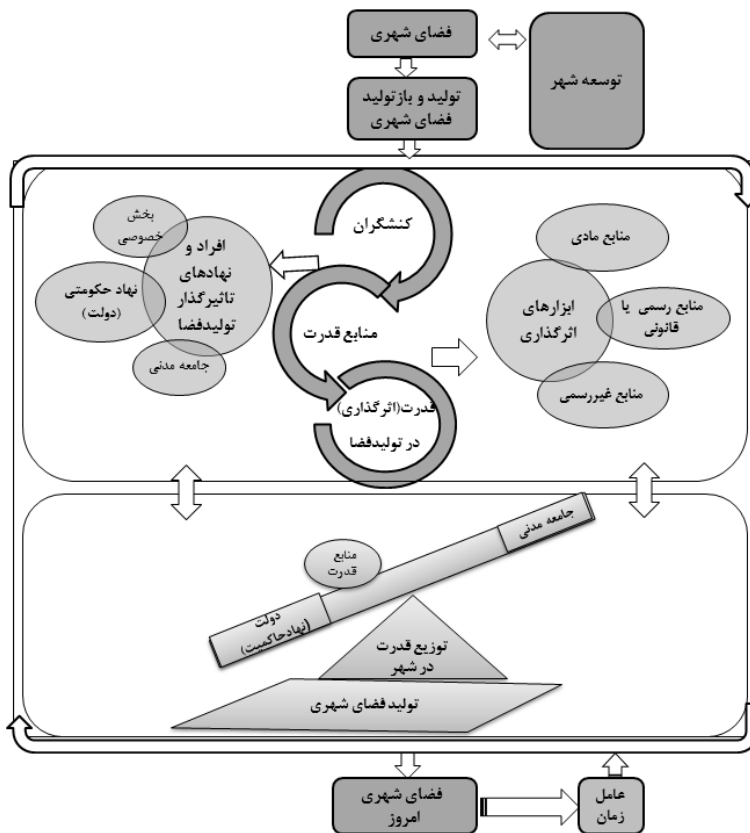 فضای شهری
توسعه شهر
تولید و بازتولید
فضای شهری
کنشگران
بخش
خصوصی
افراد و
نهادهای
تاثیرگذار
تولیدفضا
نهاد حکومتی
(دولت)
جامعه مدنی
منابع قدرت
قدرت(اثرگذاری)
در تولیدفضا
منابع مادی
ابزارهای
اثرگذاری
منابع رسمی یا
قانونی
منابع غیررسمی
جامعه مدنی
منابع
قدرت
دولت
(نهادحاکمیت)
توزیع قدرت
در شهر
تولید فضای شهری
فضای شهری
امروز
عامل
زمان